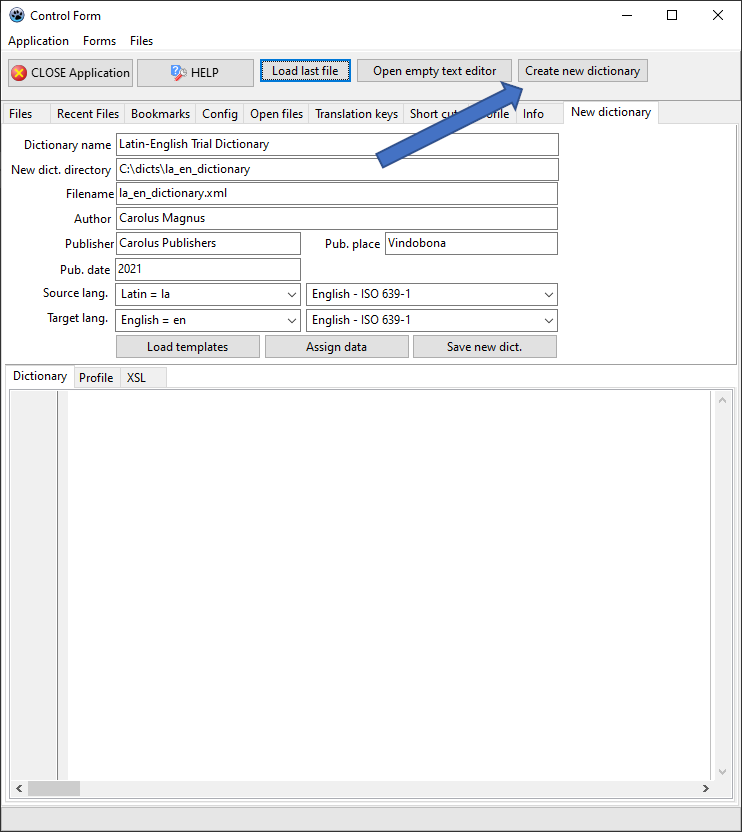 Control Form
Application Forms Files
CLOSE Application HELP Load last file Open empty text editor Create new dictionary
Files Recent Files Bookmarks Config Open files Translation keys Short cut Info New dictionary
Dictionary name Latin-English Trial Dictionary
New dict. directory C:\dicts\la_en_dictionary
Filename la_en_dictionary.xml
Author Carolus Magnus
Publisher Carolus Publishers Pub. place Vindobona
Pub. date 2021
Source lang. Latin = la English - ISO 639-1
Target lang. English = en English - ISO 639-1
Load templates Assign data Save new dict.
Dictionary Profile XSL